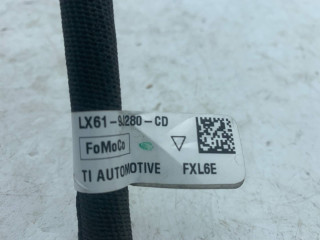 LX61-9J280-CD
FoMoCo
TI AUTOMOTIVE FXL6E